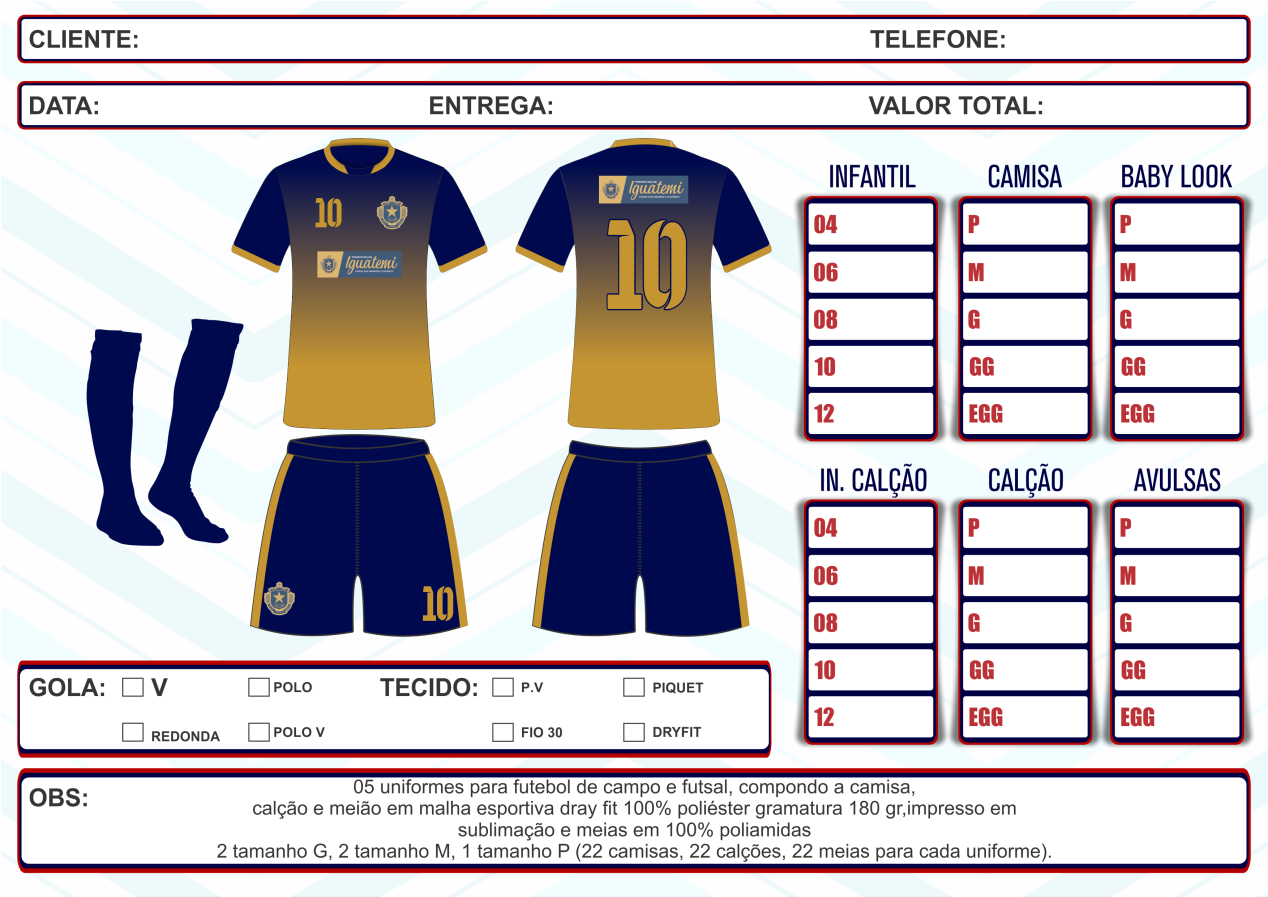 CLIENTE: TELEFONE:
DATA: ENTREGA: VALOR TOTAL:
10
Iguatemi
Iguatemi
10
10
INFANTIL CAMISA BABY LOOK
04 P P
06 M M
08 G G
10 GG GG
12 EGG EGG
IN. CALÇÃO CALÇÃO AVULSAS
04 P P
06 M M
08 G G
10 GG GG
12 EGG EGG
GOLA: V POLO TECIDO: P.V PIQUET
REDONDA POLO V FIO 30 DRYFIT
OBS:
05 uniformes para futebol de campo e futsal, compondo a camisa,
calção e meião em malha esportiva dray fit 100% poliéster gramatura 180 gr,impresso em
sublimação e meias em 100% poliamidas
2 tamanho G, 2 tamanho M, 1 tamanho P (22 camisas, 22 calções, 22 meias para cada uniforme).